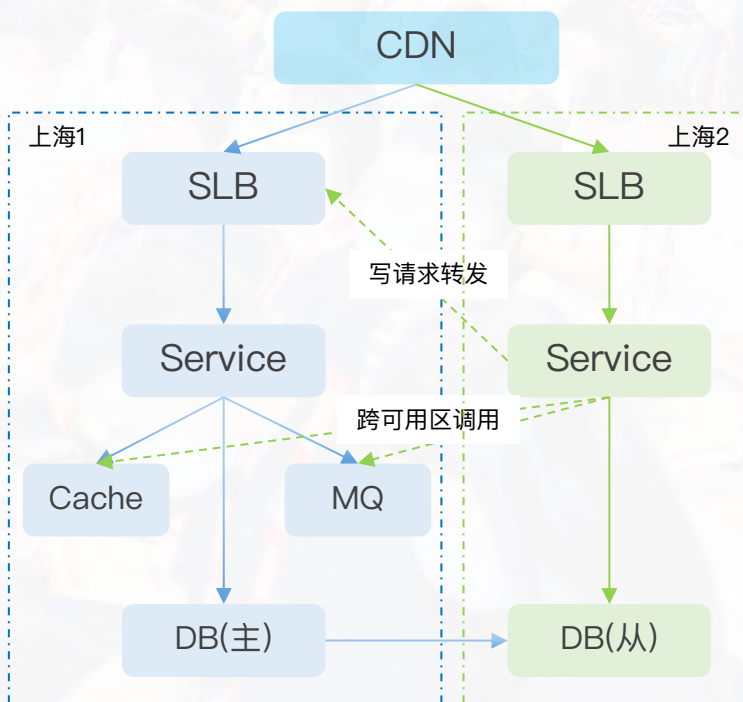 CDN
上海1
上海2
SLB
SLB
写请求转发
Service
Service
跨可用区调用
Cache
MQ
DB(主)
DB(从)